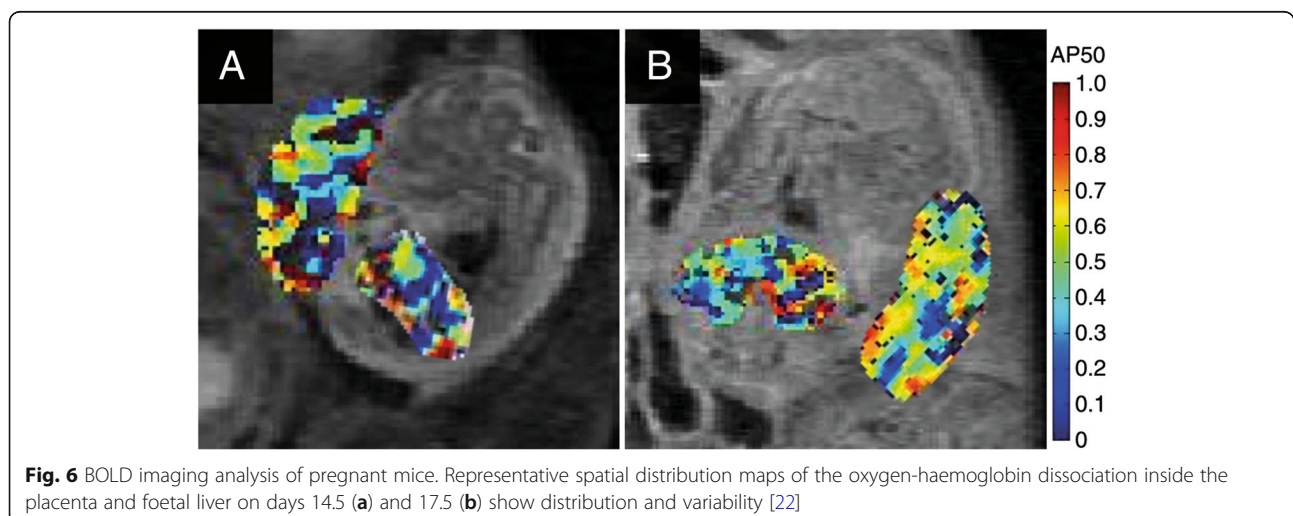 A
B
AP50
1.0
0.9
0.8
0.7
0.6
0.5
0.4
0.3
0.2
0.1
0
Fig. 6 BOLD imaging analysis of pregnant mice. Representative spatial distribution maps of the oxygen-haemoglobin dissociation inside the
placenta and foetal liver on days 14.5 (a) and 17.5 (b) show distribution and variability [22]